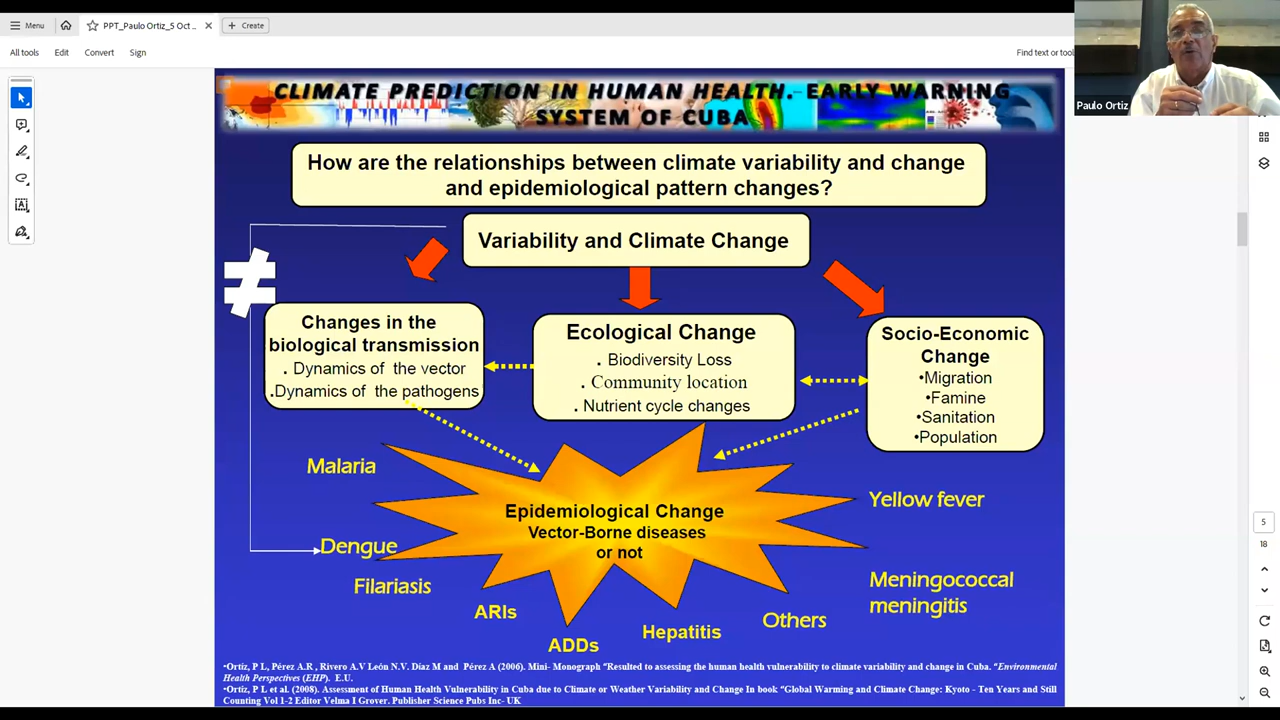 Menu
PPT_Paulo Ortiz_5 Oct ...
Create
All tools
Edit
Convert
Sign
Find text or tool
Paulo Ortiz
CLIMATE PREDICTION IN HUMAN HEALTH. EARLY WARNING
SYSTEM OF CUBA
How are the relationships between climate variability and change
and epidemiological pattern changes?
Variability and Climate Change
≠
Changes in the
biological transmission
. Dynamics of the vector
.Dynamics of the pathogens
Ecological Change
. Biodiversity Loss
. Community location
. Nutrient cycle changes
Socio-Economic
Change
•Migration
•Famine
•Sanitation
•Population
Malaria
Epidemiological Change
Vector-Borne diseases
or not
Yellow fever
Dengue
Filariasis
ARIs
ADDs
Hepatitis
Others
Meningococcal
meningitis
•Ortíz, P L, Pérez A.R , Rivero A.V León N.V. Díaz M and Pérez A (2006). Mini- Monograph "Resulted to assessing the human health vulnerability to climate variability and change in Cuba. "Environmental
Health Perspectives (EHP). E.U.
•Ortíz, P L et al. (2008). Assessment of Human Health Vulnerability in Cuba due to Climate or Weather Variability and Change In book "Global Warming and Climate Change: Kyoto - Ten Years and Still
Counting Vol 1-2 Editor Velma I Grover. Publisher Science Pubs Inc- UK
5
18